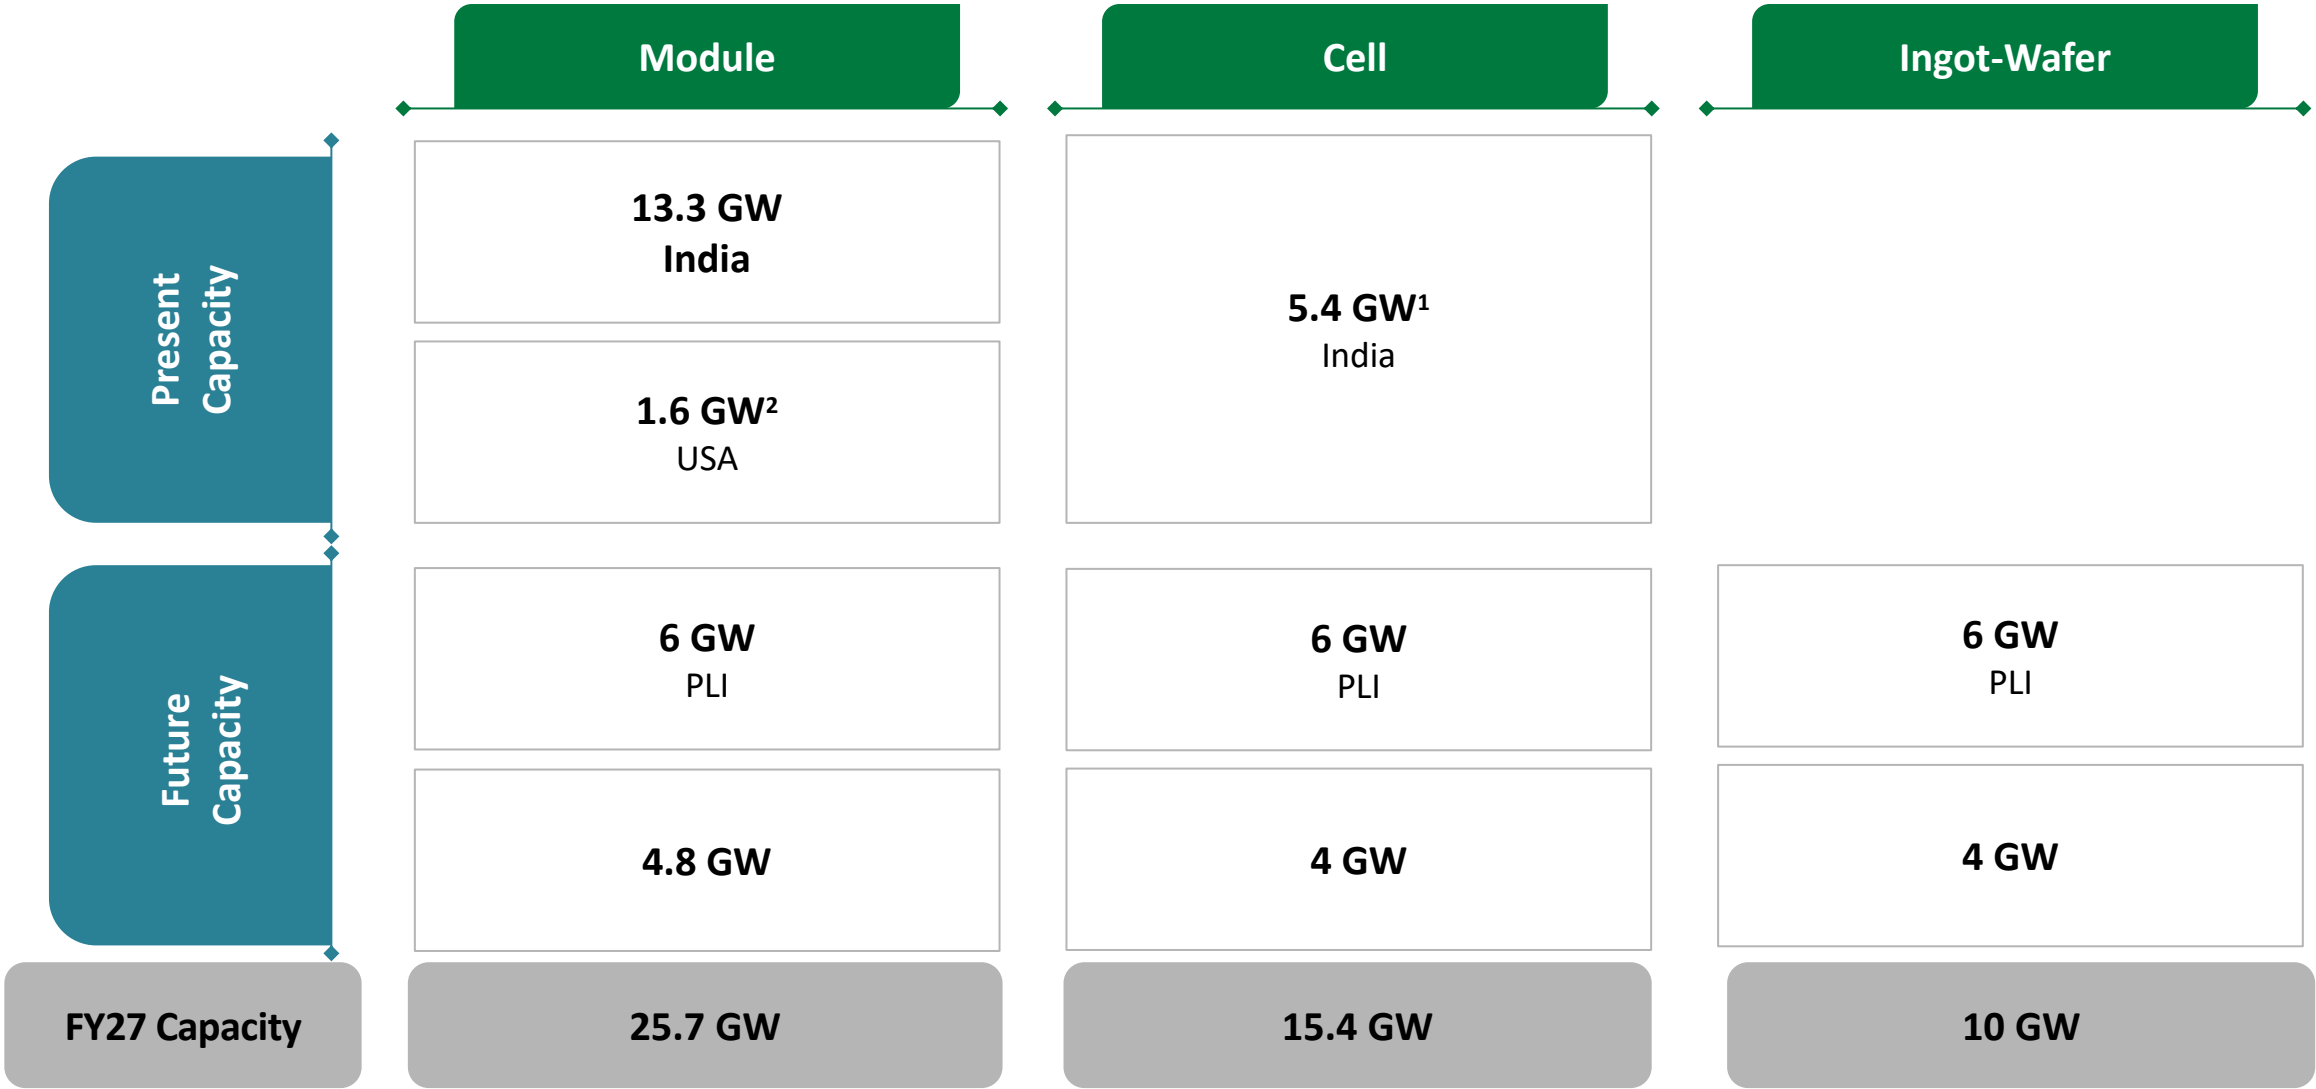 Module
Cell
Ingot-Wafer
Present
Capacity
13.3 GW
India
1.6 GW²
USA
5.4 GW¹
India
Future
Capacity
6 GW
PLI
6 GW
PLI
6 GW
PLI
4.8 GW
4 GW
4 GW
FY27 Capacity
25.7 GW
15.4 GW
10 GW